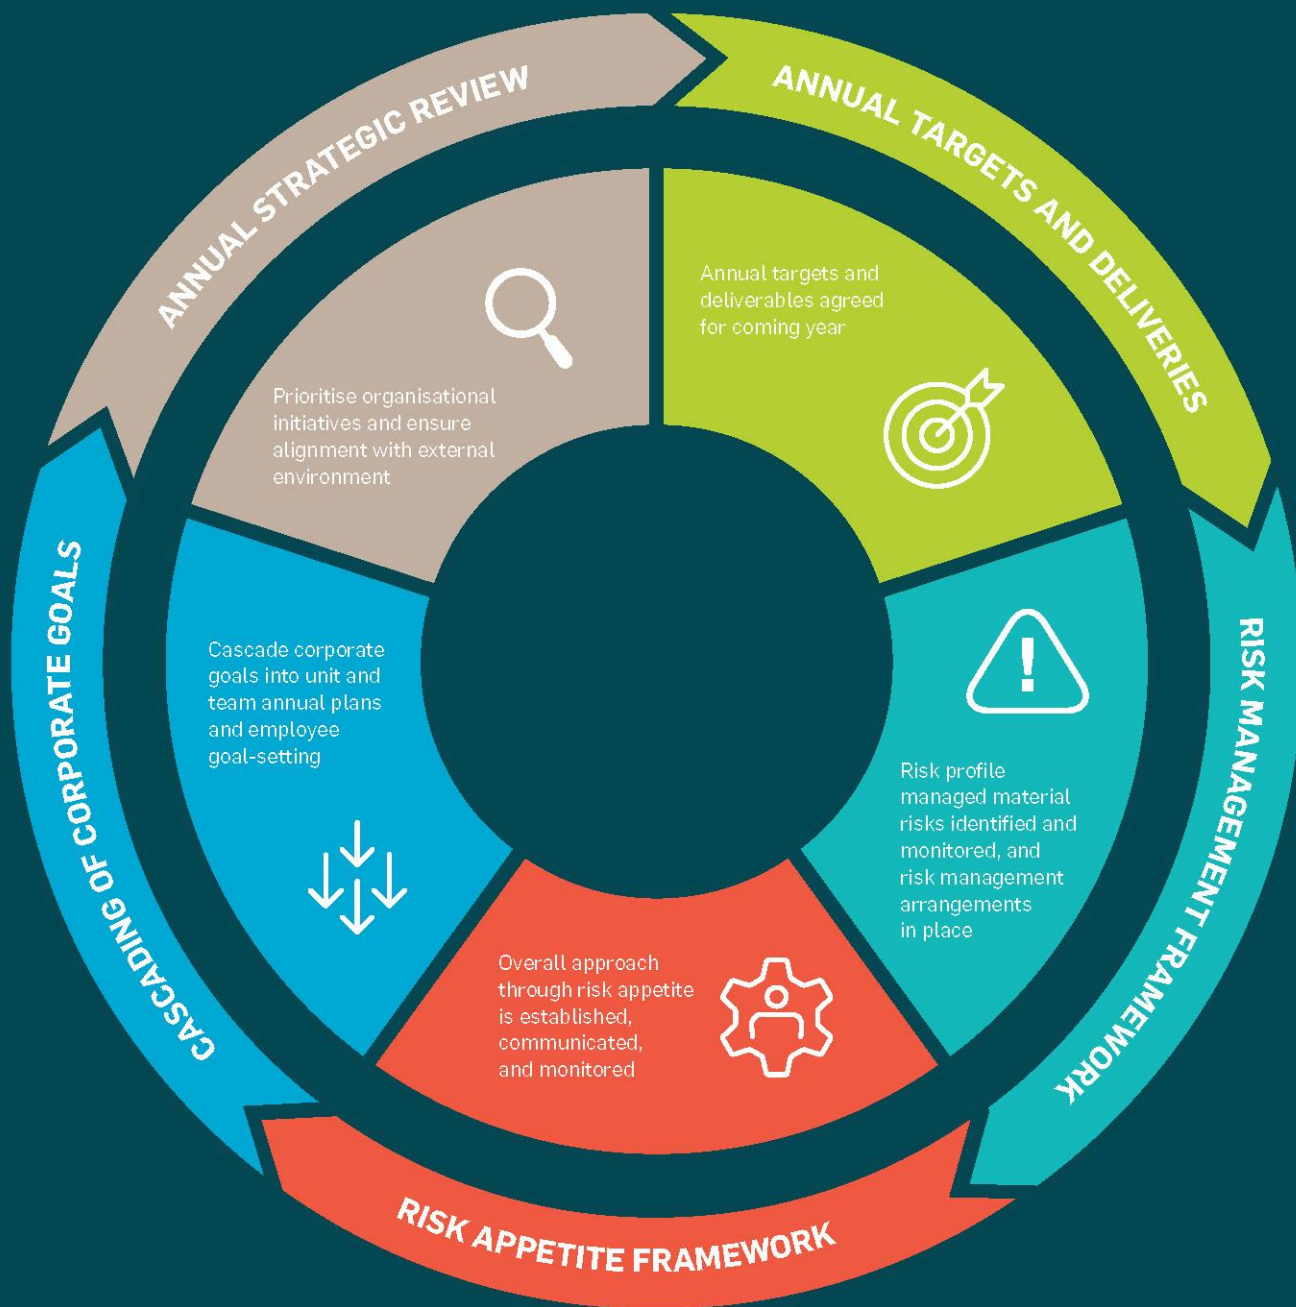 ANNUAL STRATEGIC REVIEW
Prioritise organisational
initiatives and ensure
alignment with external
environment
ANNUAL TARGETS AND DELIVERIES
Annual targets and
deliverables agreed
for coming year
RISK MANAGEMENT FRAMEWORK
Risk profile
managed material
risks identified and
monitored, and
risk management
arrangements
in place
RISK APPETITE FRAMEWORK
Overall approach
through risk appetite
is established,
communicated,
and monitored
CASCADING OF CORPORATE GOALS
Cascade corporate
goals into unit and
team annual plans
and employee
goal-setting